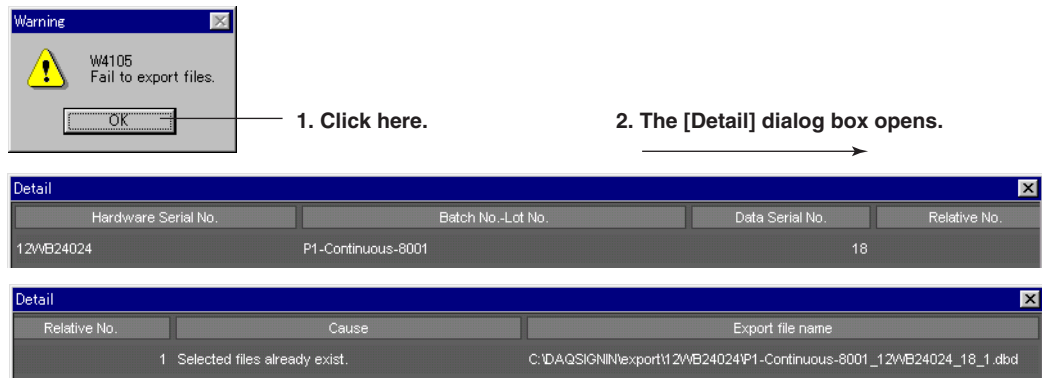 Warning
W4105
Fail to export files.
OK
1. Click here.
2. The [Detail] dialog box opens.
Detail
Hardware Serial No. Batch No.-Lot No. Data Serial No. Relative No.
12WB24024 P1-Continuous-8001 18
Detail
Relative No. Cause Export file name
1 Selected files already exist. C:\DAQSIGNIN\export\12WB24024\P1-Continuous-8001_12WB24024_18_1.dbd